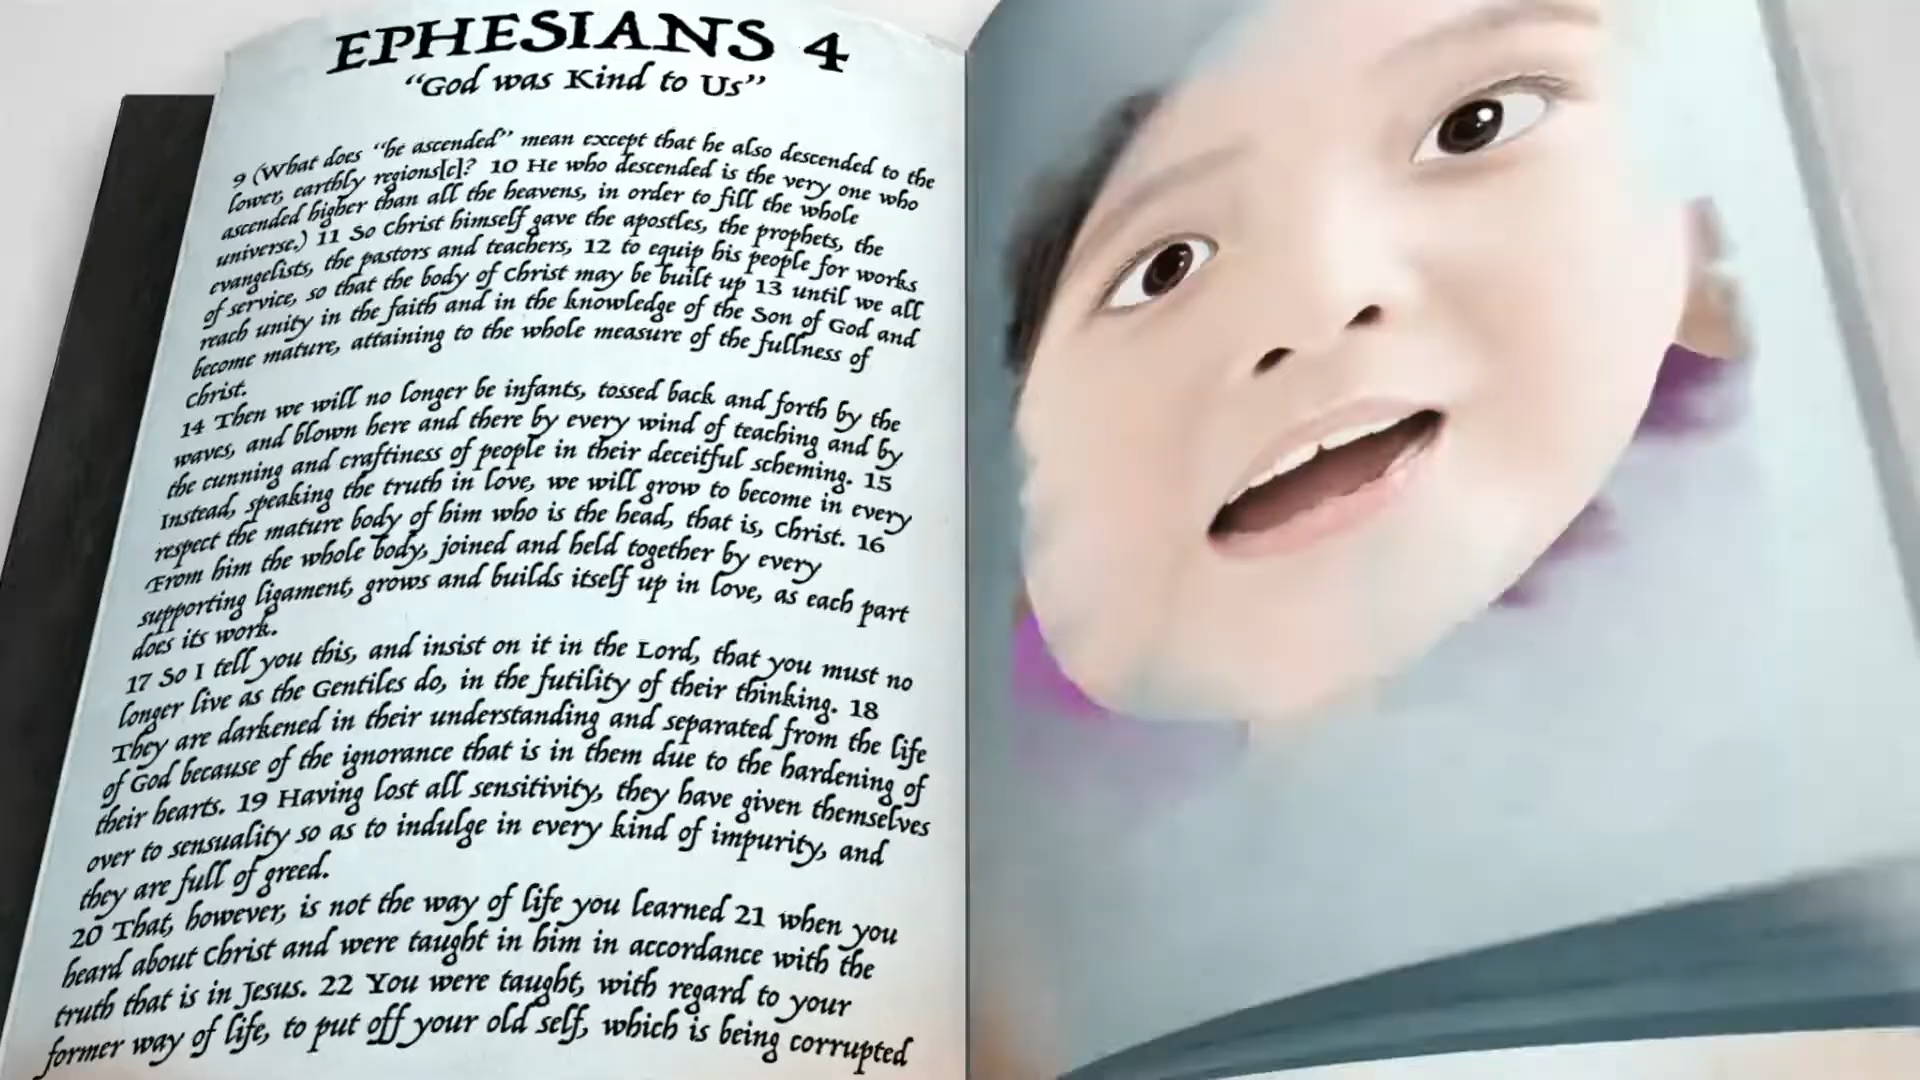 EPHESIANS 4
“God was Kind to Us”
9 (What does “he ascended” mean except that he also descended to the
lower, earthly regions[c]? 10 He who descended is the very one who
ascended higher than all the heavens, in order to fill the whole
universe.) 11 So Christ himself gave the apostles, the prophets, the
evangelists, the pastors and teachers, 12 to equip his people for works
of service, so that the body of Christ may be built up 13 until we all
reach unity in the faith and in the knowledge of the Son of God and
become mature, attaining to the whole measure of the fullness of
Christ.
14 Then we will no longer be infants, tossed back and forth by the
waves, and blown here and there by every wind of teaching and by
the cunning and craftiness of people in their deceitful scheming. 15
Instead, speaking the truth in love, we will grow to become in every
respect the mature body of him who is the head, that is, Christ. 16
From him the whole body, joined and held together by every
supporting ligament, grows and builds itself up in love, as each part
does its work.
17 So I tell you this, and insist on it in the Lord, that you must no
longer live as the Gentiles do, in the futility of their thinking. 18
They are darkened in their understanding and separated from the life
of God because of the ignorance that is in them due to the hardening of
their hearts. 19 Having lost all sensitivity, they have given themselves
over to sensuality so as to indulge in every kind of impurity, and
they are full of greed.
20 That, however, is not the way of life you learned 21 when you
heard about Christ and were taught in him in accordance with the
truth that is in Jesus. 22 You were taught, with regard to your
former way of life, to put off your old self, which is being corrupted